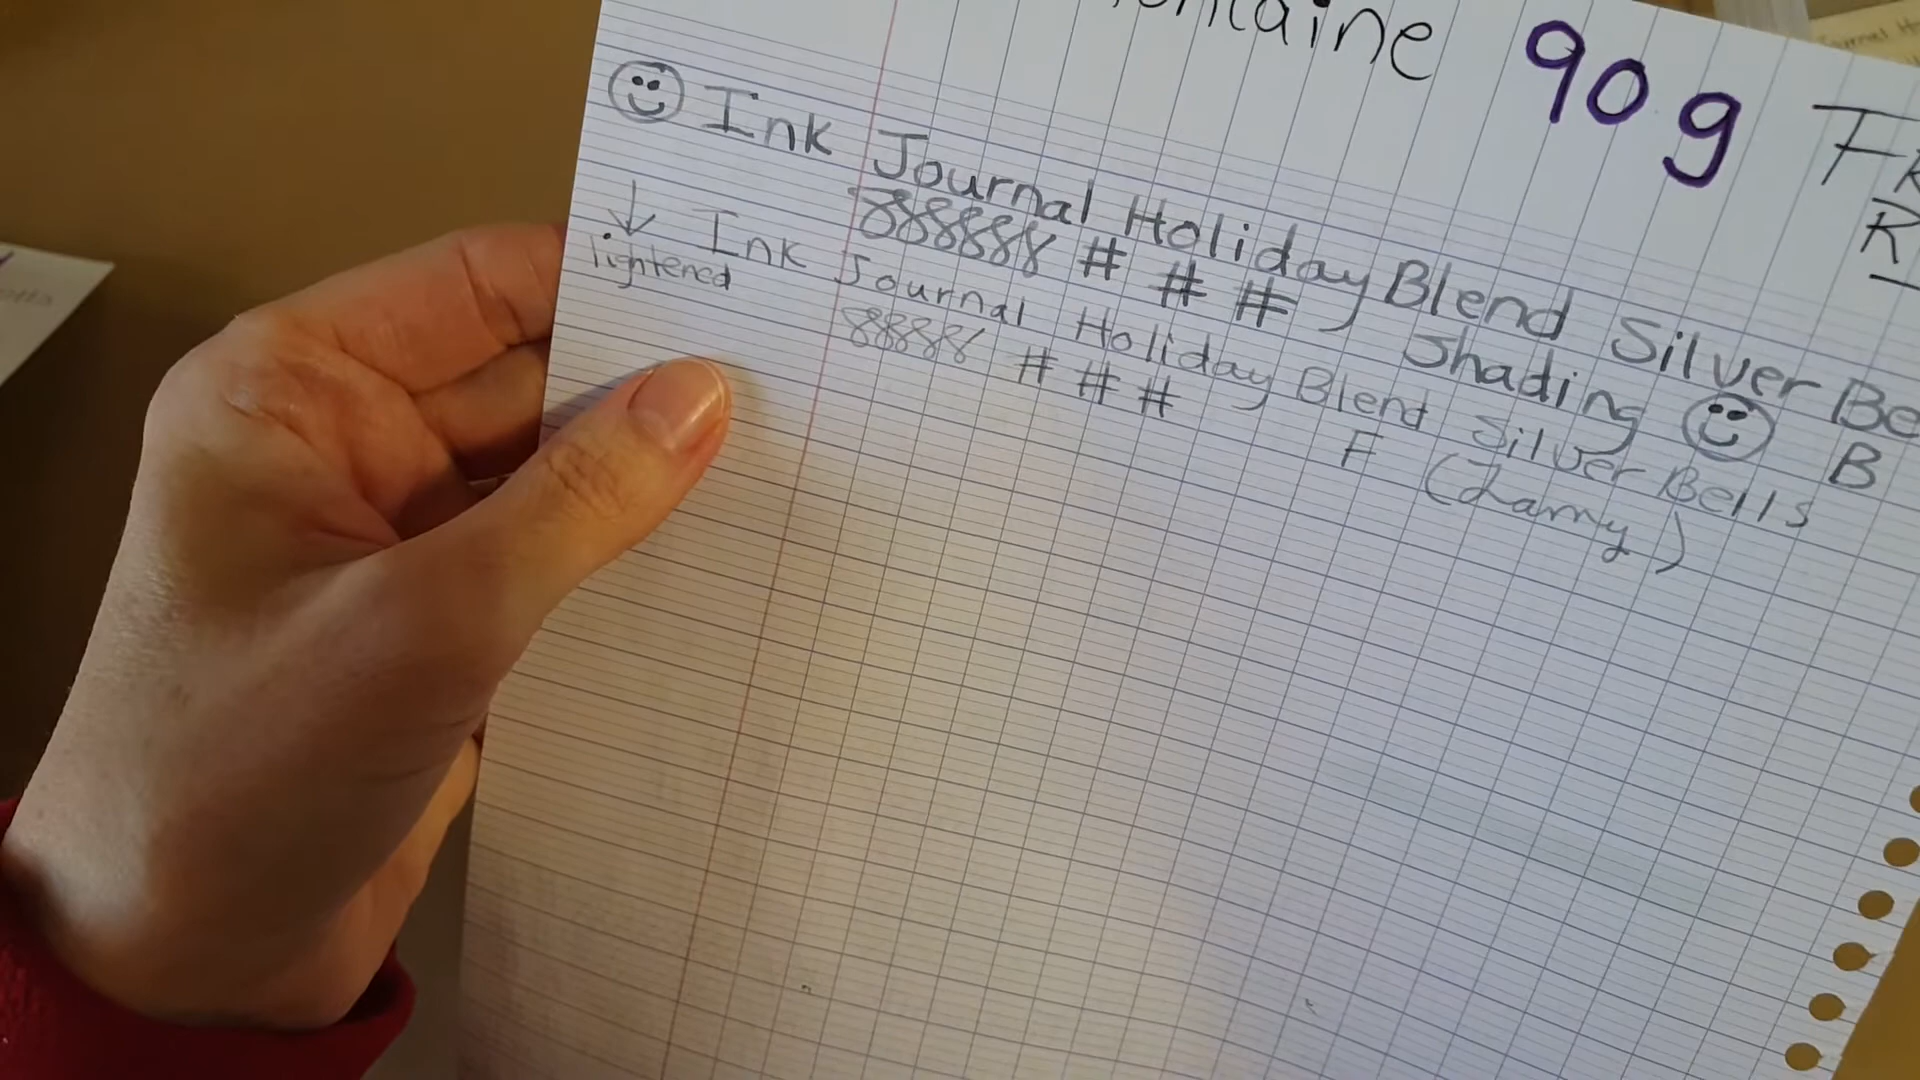 90g
Ink Journal Holiday Blend Silver Be
888888 # # # Shading B
Ink Journal Holiday Blend Silver Bells
lightened
88888 # # # F (Lamy)